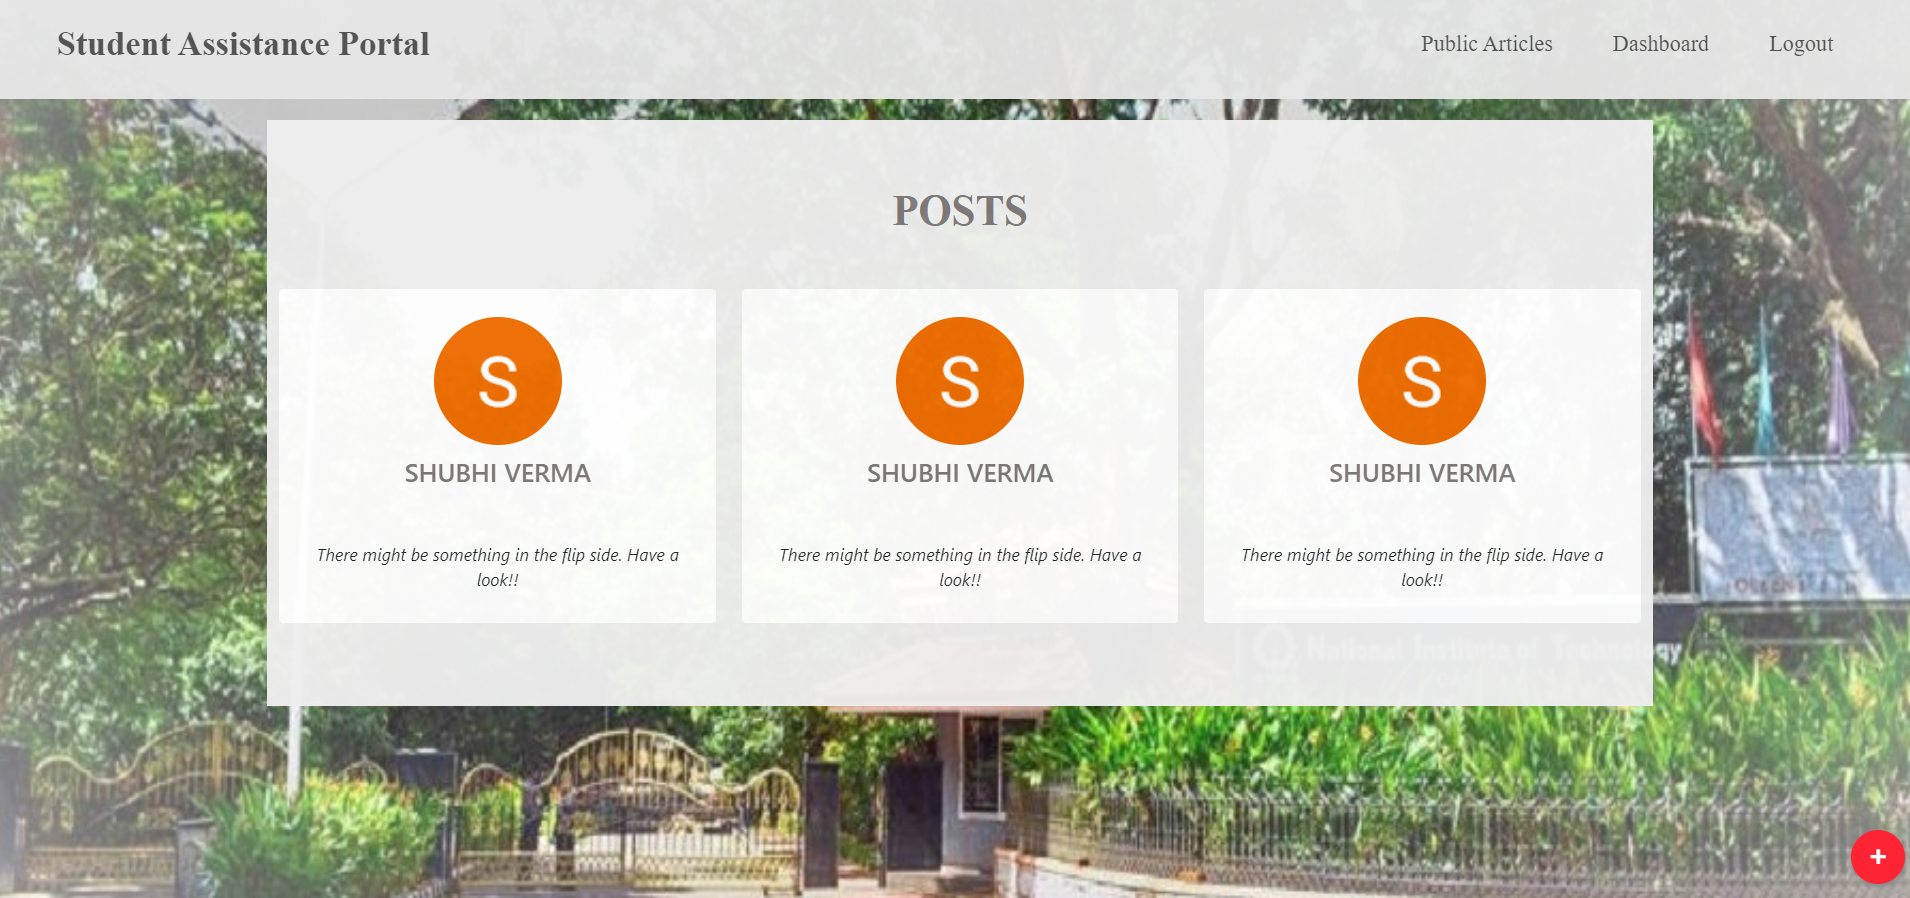 Student Assistance Portal
Public Articles
Dashboard
Logout
POSTS
S
SHUBHI VERMA
There might be something in the flip side. Have a
look!!
S
SHUBHI VERMA
There might be something in the flip side. Have a
look!!
S
SHUBHI VERMA
There might be something in the flip side. Have a
look!!
National Institute of Technology
+